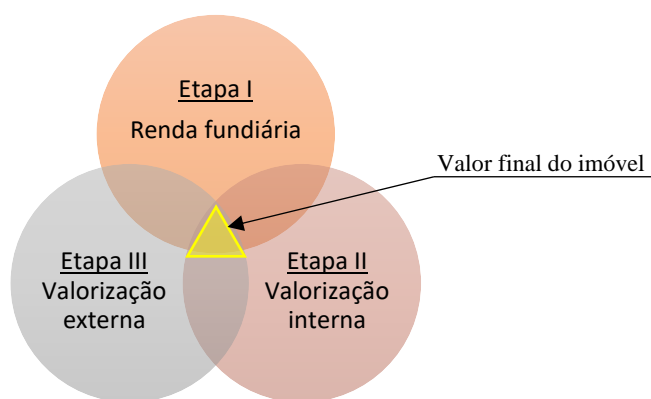 Etapa I
Renda fundiária
Valor final do imóvel
Etapa III
Valorização
externa
Etapa II
Valorização
interna